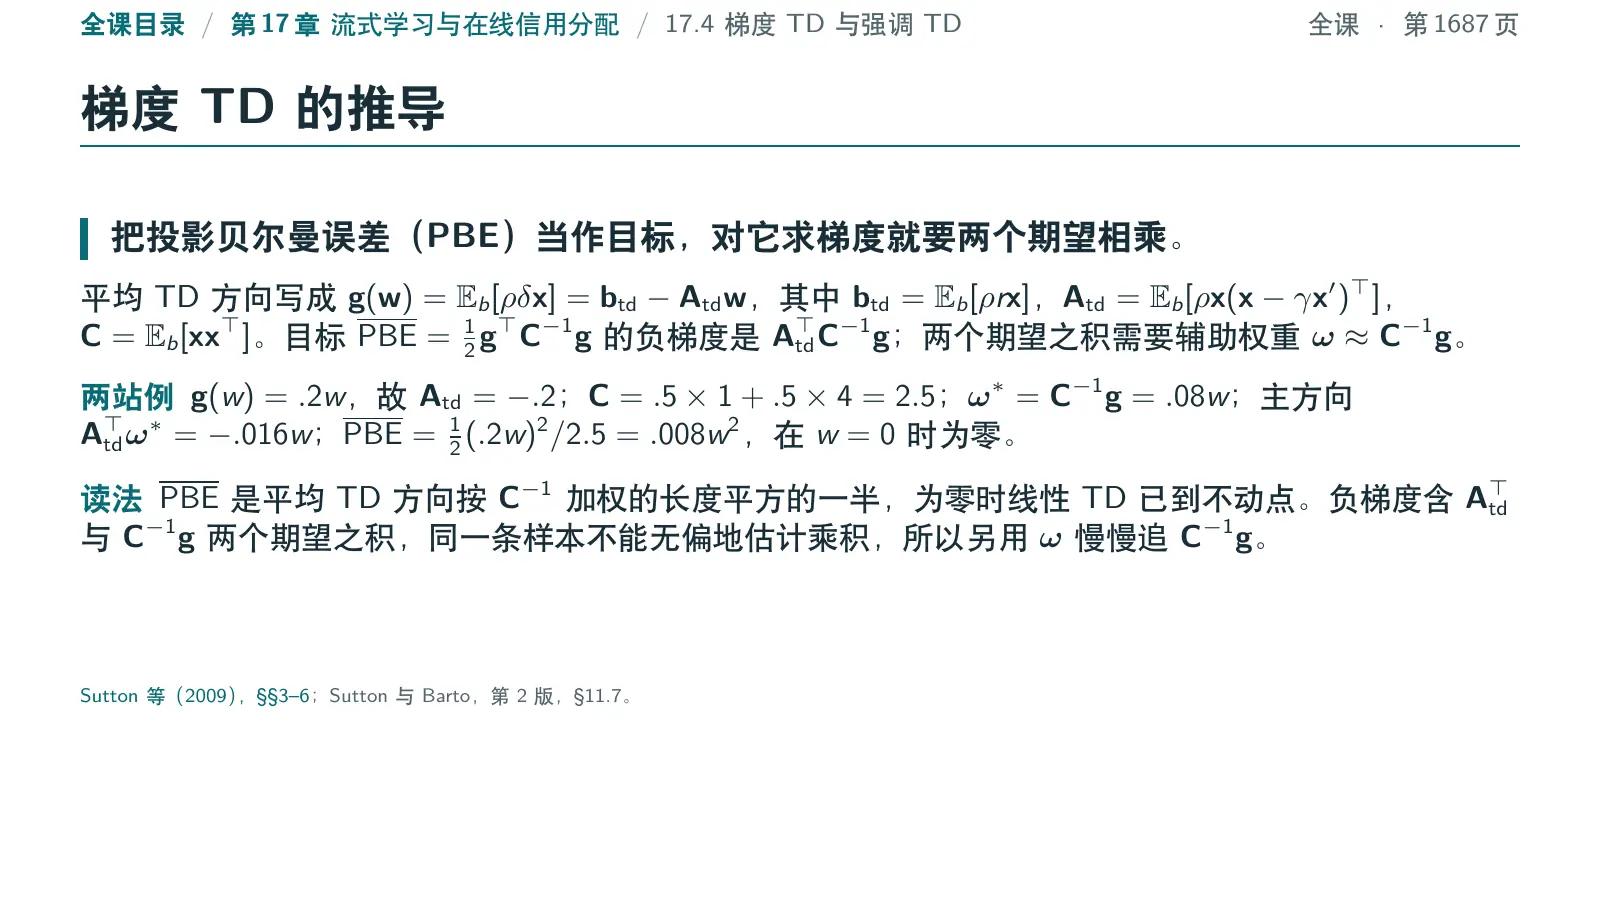 全课目录 / 第 17 章 流式学习与在线信用分配 / 17.4 梯度 TD 与强调 TD
全课 · 第 1687 页
梯度 TD 的推导
把投影贝尔曼误差（PBE）当作目标，对它求梯度就要两个期望相乘。
平均 TD 方向写成 g(w) = 𝔼_b[ρδx] = b_td − A_td w，其中 b_td = 𝔼_b[ρrx]，A_td = 𝔼_b[ρx(x − γx′)^⊤]，
C = 𝔼_b[xx^⊤]。目标 \overline{PBE} = ½g^⊤C^{−1}g 的负梯度是 A_td^⊤C^{−1}g；两个期望之积需要辅助权重 ω ≈ C^{−1}g。
两站例 g(w) = .2w，故 A_td = −.2；C = .5 × 1 + .5 × 4 = 2.5；ω^* = C^{−1}g = .08w；主方向
A_td^⊤ω^* = −.016w；\overline{PBE} = ½(.2w)^2/2.5 = .008w^2，在 w = 0 时为零。
读法 \overline{PBE} 是平均 TD 方向按 C^{−1} 加权的长度平方的一半，为零时线性 TD 已到不动点。负梯度含 A_td^⊤
与 C^{−1}g 两个期望之积，同一条样本不能无偏地估计乘积，所以另用 ω 慢慢追 C^{−1}g。
Sutton 等（2009），§§3–6；Sutton 与 Barto，第 2 版，§11.7。